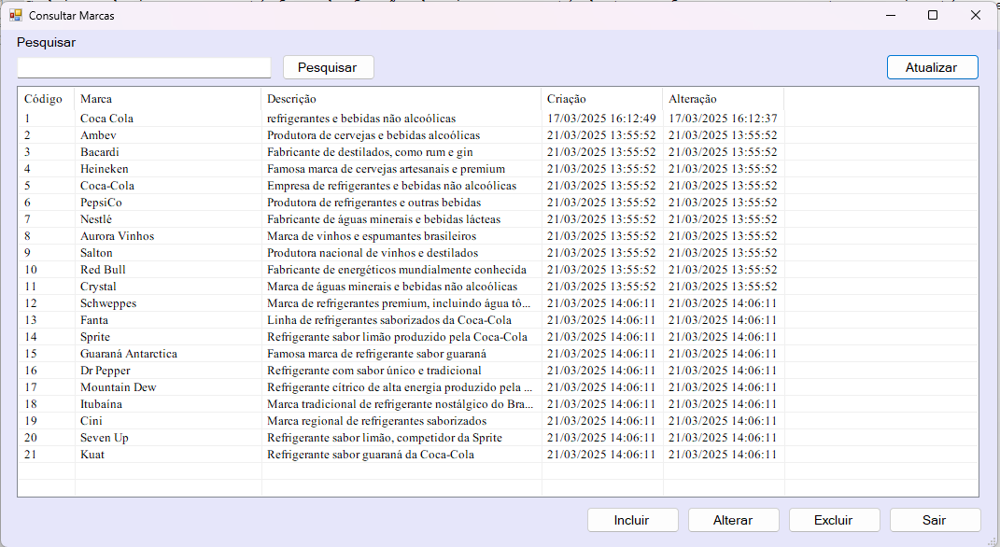 Consultar Marcas
Pesquisar
Pesquisar Atualizar
Código Marca Descrição Criação Alteração
1 Coca Cola refrigerantes e bebidas não alcoólicas 17/03/2025 16:12:49 17/03/2025 16:12:37
2 Ambev Produtora de cervejas e bebidas alcoólicas 21/03/2025 13:55:52 21/03/2025 13:55:52
3 Bacardi Fabricante de destilados, como rum e gin 21/03/2025 13:55:52 21/03/2025 13:55:52
4 Heineken Famosa marca de cervejas artesanais e premium 21/03/2025 13:55:52 21/03/2025 13:55:52
5 Coca-Cola Empresa de refrigerantes e bebidas não alcoólicas 21/03/2025 13:55:52 21/03/2025 13:55:52
6 PepsiCo Produtora de refrigerantes e outras bebidas 21/03/2025 13:55:52 21/03/2025 13:55:52
7 Nestlé Fabricante de águas minerais e bebidas lácteas 21/03/2025 13:55:52 21/03/2025 13:55:52
8 Aurora Vinhos Marca de vinhos e espumantes brasileiros 21/03/2025 13:55:52 21/03/2025 13:55:52
9 Salton Produtora nacional de vinhos e destilados 21/03/2025 13:55:52 21/03/2025 13:55:52
10 Red Bull Fabricante de energéticos mundialmente conhecida 21/03/2025 13:55:52 21/03/2025 13:55:52
11 Crystal Marca de águas minerais e bebidas não alcoólicas 21/03/2025 13:55:52 21/03/2025 13:55:52
12 Schweppes Marca de refrigerantes premium, incluindo água tô... 21/03/2025 14:06:11 21/03/2025 14:06:11
13 Fanta Linha de refrigerantes saborizados da Coca-Cola 21/03/2025 14:06:11 21/03/2025 14:06:11
14 Sprite Refrigerante sabor limão produzido pela Coca-Cola 21/03/2025 14:06:11 21/03/2025 14:06:11
15 Guaraná Antarctica Famosa marca de refrigerante sabor guaraná 21/03/2025 14:06:11 21/03/2025 14:06:11
16 Dr Pepper Refrigerante com sabor único e tradicional 21/03/2025 14:06:11 21/03/2025 14:06:11
17 Mountain Dew Refrigerante cítrico de alta energia produzido pela ... 21/03/2025 14:06:11 21/03/2025 14:06:11
18 Itubaína Marca tradicional de refrigerante nostálgico do Bra... 21/03/2025 14:06:11 21/03/2025 14:06:11
19 Cini Marca regional de refrigerantes saborizados 21/03/2025 14:06:11 21/03/2025 14:06:11
20 Seven Up Refrigerante sabor limão, competidor da Sprite 21/03/2025 14:06:11 21/03/2025 14:06:11
21 Kuat Refrigerante sabor guaraná da Coca-Cola 21/03/2025 14:06:11 21/03/2025 14:06:11
Incluir Alterar Excluir Sair